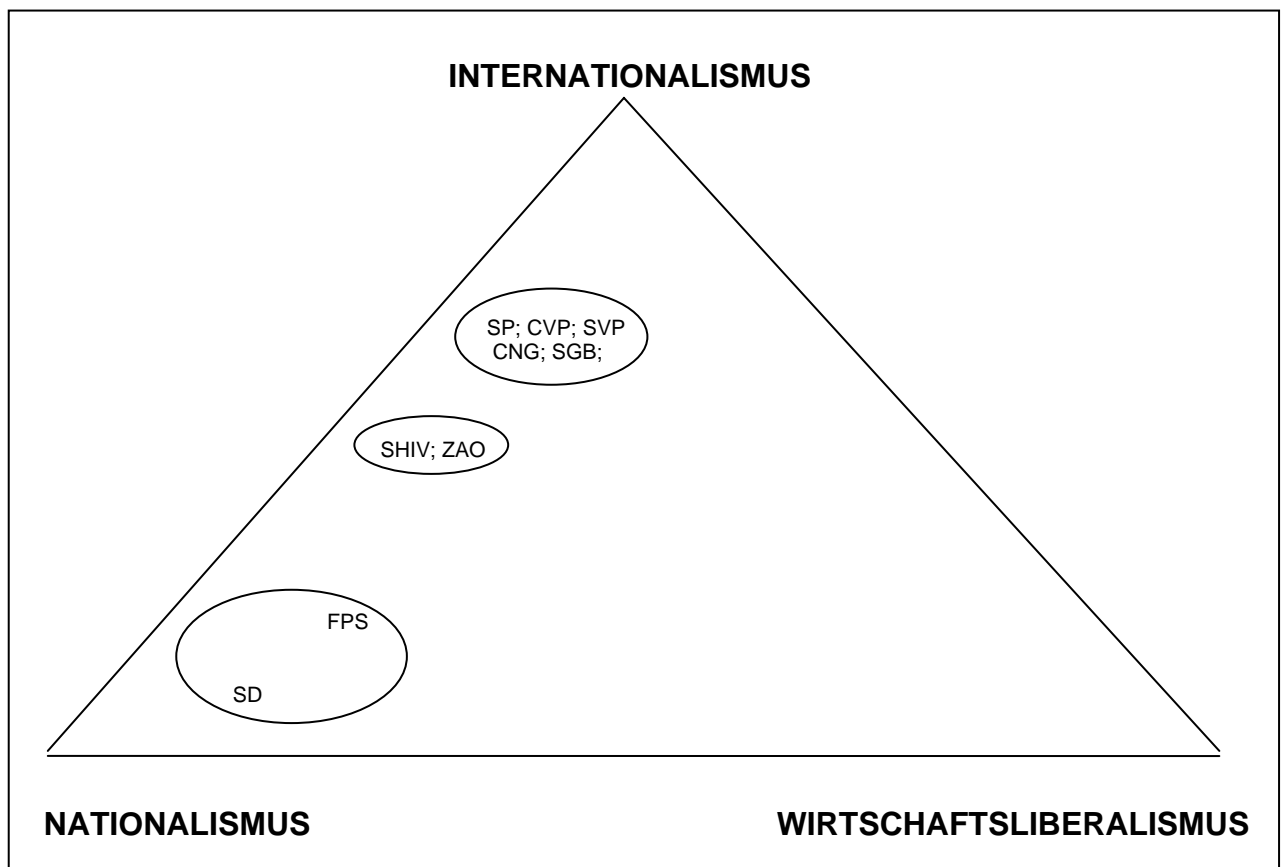 INTERNATIONALISMUS
SP; CVP; SVP
CNG; SGB;
SHIV; ZAO
FPS
SD
NATIONALISMUS
WIRTSCHAFTSLIBERALISMUS